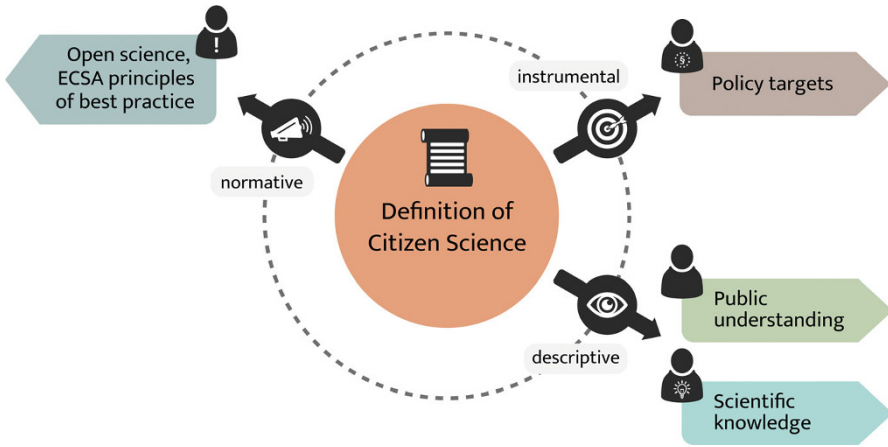 Open science,
ECSA principles
of best practice
!
normative
instrumental
§
Policy targets
Definition of
Citizen Science
descriptive
Public
understanding
Scientific
knowledge